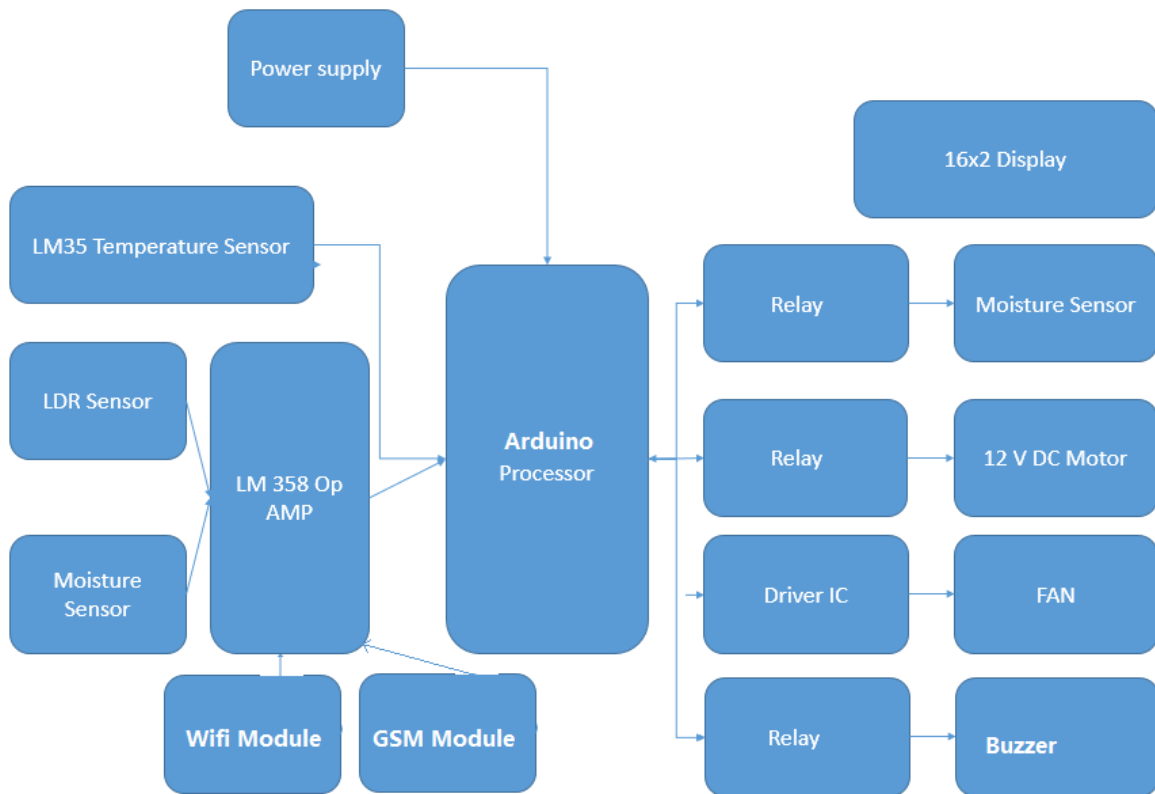 Power supply
16x2 Display
LM35 Temperature Sensor
Relay
Moisture Sensor
LDR Sensor
LM 358 Op
AMP
Arduino
Processor
Relay
12 V DC Motor
Moisture
Sensor
Driver IC
FAN
Wifi Module
GSM Module
Relay
Buzzer